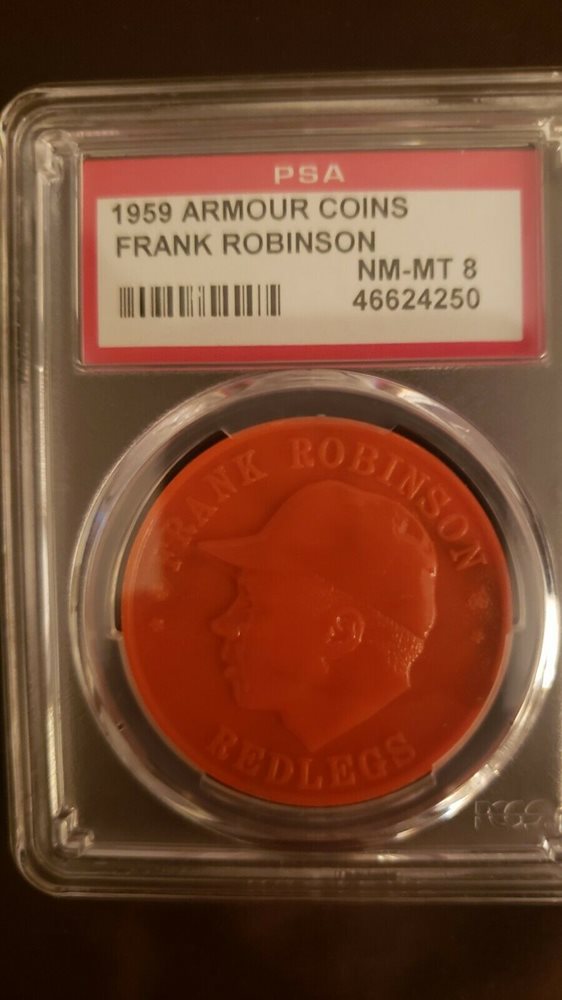 PSA
1959 ARMOUR COINS
FRANK ROBINSON
NM-MT 8
46624250
FRANK ROBINSON
REDLEGS